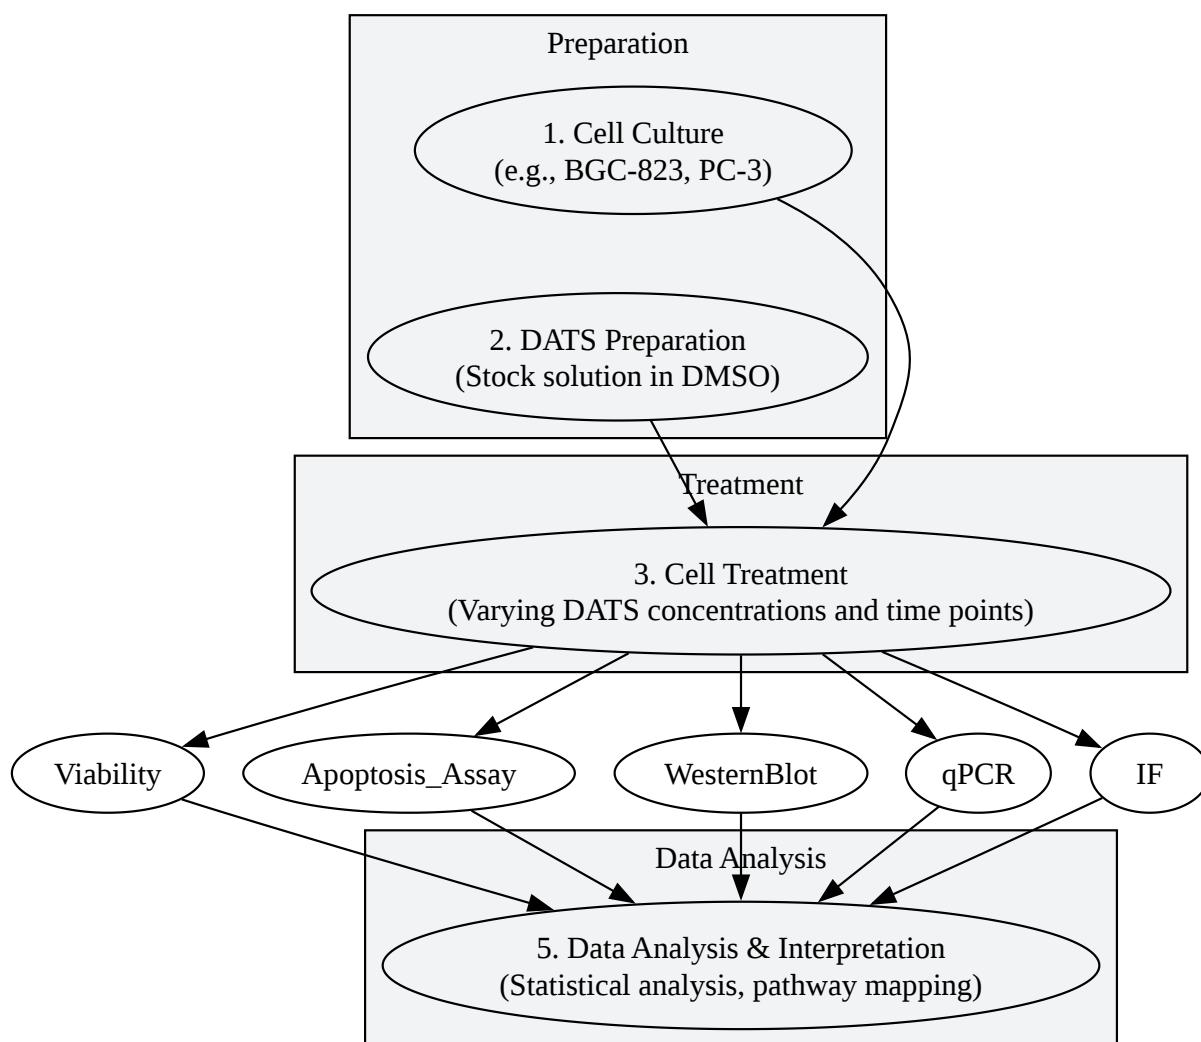 Preparation
1. Cell Culture
(e.g., BGC-823, PC-3)
2. DATS Preparation
(Stock solution in DMSO)
Treatment
3. Cell Treatment
(Varying DATS concentrations and time points)
Viability
Apoptosis_Assay
WesternBlot
qPCR
IF
Data Analysis
5. Data Analysis & Interpretation
(Statistical analysis, pathway mapping)